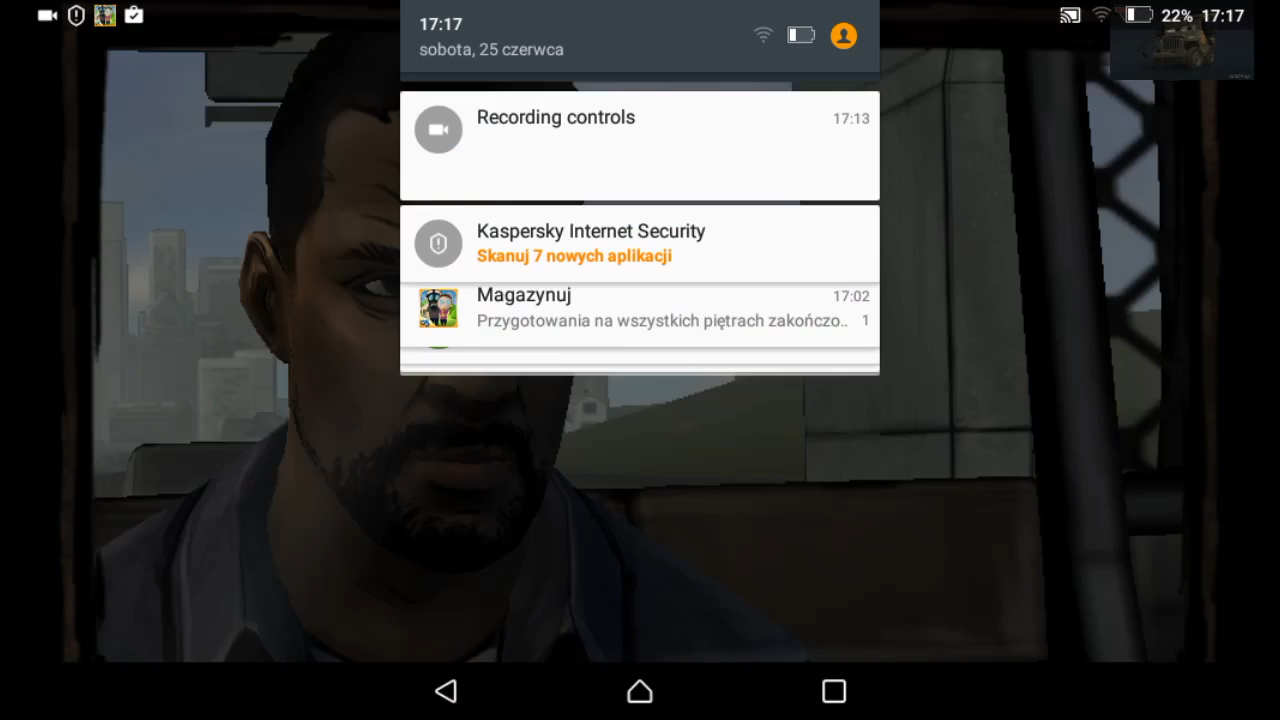 22% 17:17
17:17
sobota, 25 czerwca
Recording controls 17:13
Kaspersky Internet Security
Skanuj 7 nowych aplikacji
Magazynuj 17:02
Przygotowania na wszystkich piętrach zakończo.. 1